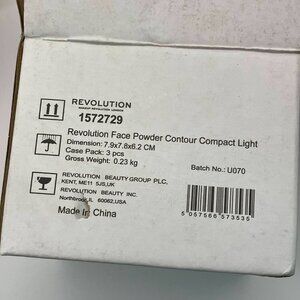 REVOLUTION
MAKEUP REVOLUTION LONDON
1572729
Revolution Face Powder Contour Compact Light
Dimension: 7.9x7.8x6.2 CM
Case Pack: 3 pcs
Gross Weight: 0.23 kg
Batch No.: U070
REVOLUTION BEAUTY GROUP PLC,
KENT, ME11 5JS,UK
REVOLUTION BEAUTY INC.
Northbrook,IL 60062,USA
Made In China
5 057566 573535